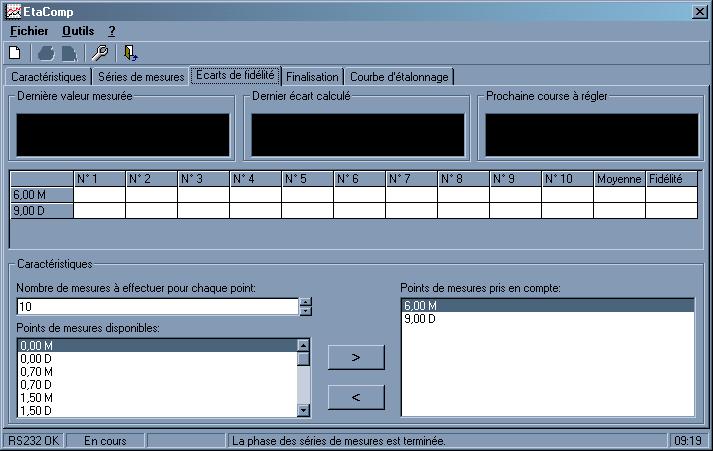 EtaComp
Fichier Outils ?
Caractéristiques Séries de mesures Ecarts de fidélité Finalisation Courbe d'étalonnage
Dernière valeur mesurée Dernier écart calculé Prochaine course à régler
N° 1 N° 2 N° 3 N° 4 N° 5 N° 6 N° 7 N° 8 N° 9 N° 10 Moyenne Fidélité
6,00 M
9,00 D
Caractéristiques
Nombre de mesures à effectuer pour chaque point:
10
Points de mesures disponibles:
0,00 M
0,00 D
0,70 M
0,70 D
1,50 M
1,50 D
>
<
Points de mesures pris en compte:
6,00 M
9,00 D
RS232 OK En cours La phase des séries de mesures est terminée. 09:19